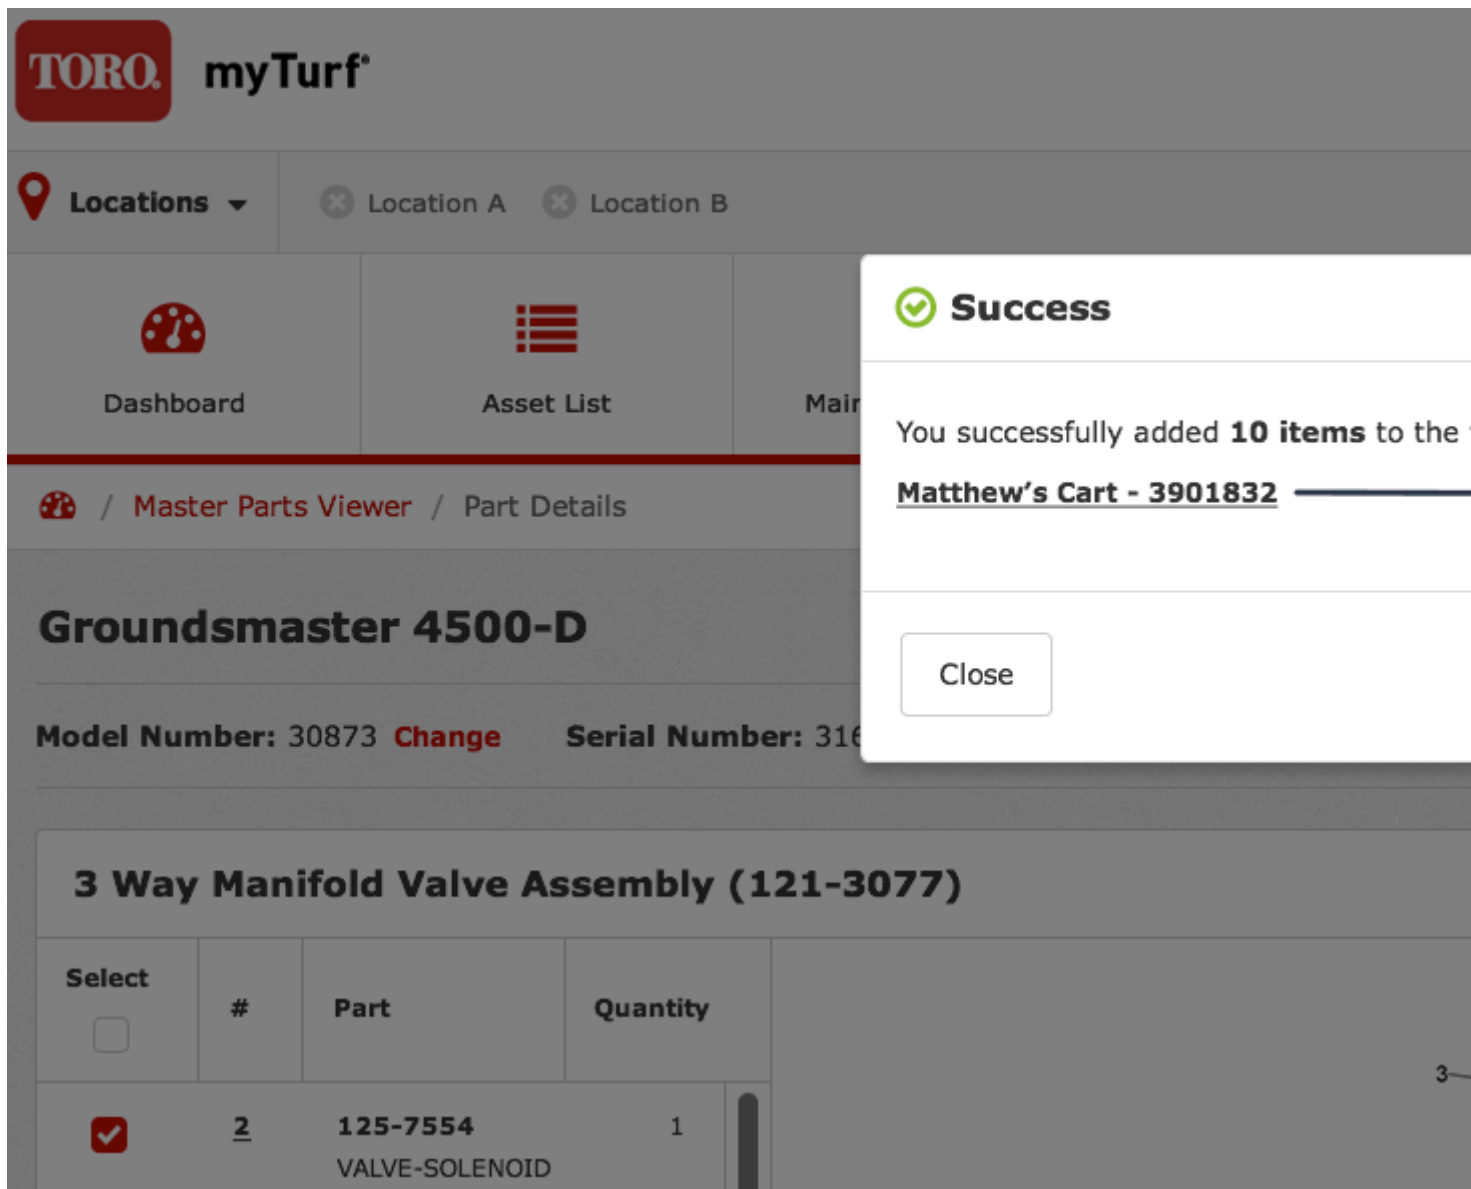 TORO.
myTurf®
Locations
Location A
Location B
Dashboard
Asset List
Success
You successfully added 10 items to the
Matthew’s Cart - 3901832
Close
/ Master Parts Viewer / Part Details
Groundsmaster 4500-D
Model Number: 30873 Change Serial Number: 316
3 Way Manifold Valve Assembly (121-3077)
Select # Part Quantity
2 125-7554 1
VALVE-SOLENOID
3